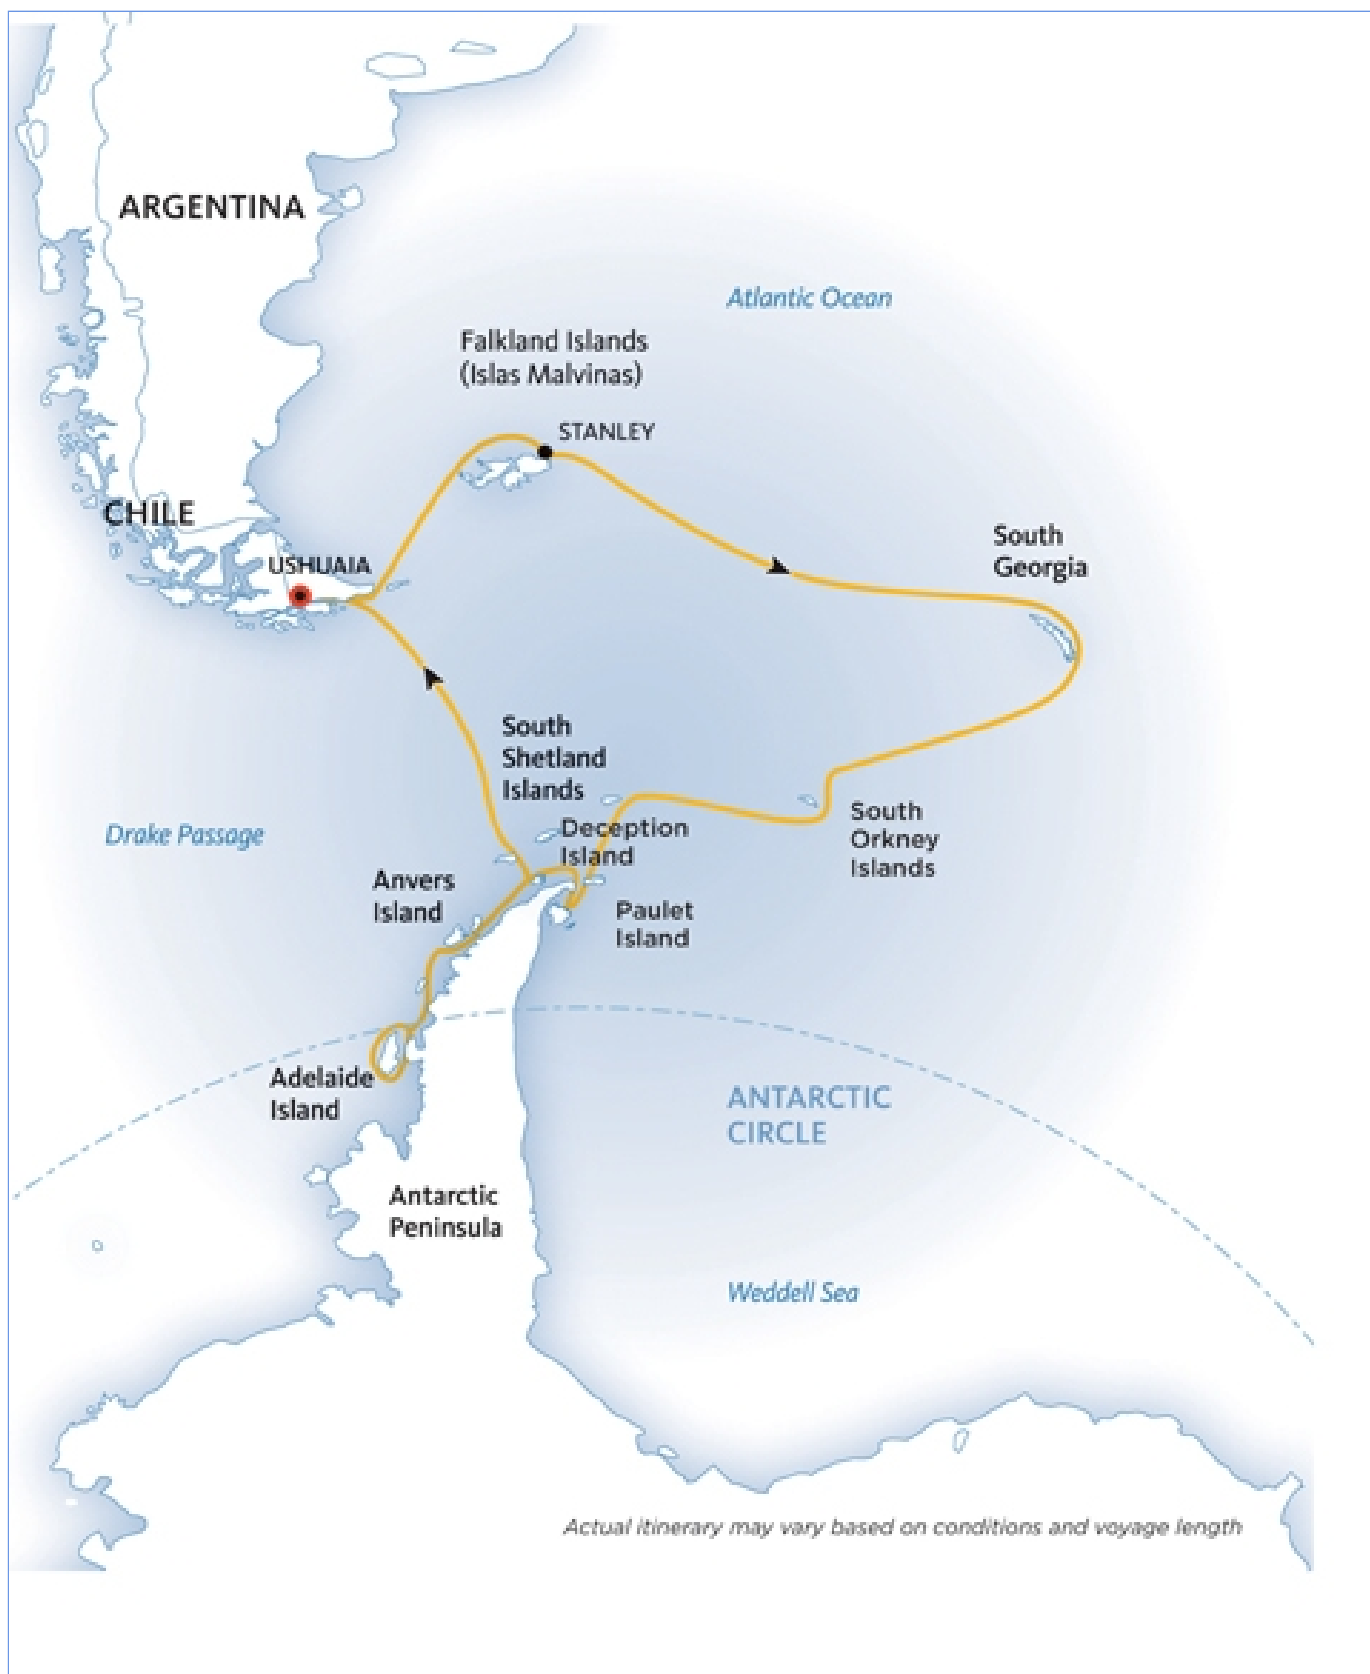 ARGENTINA
Atlantic Ocean
Falkland Islands
(Islas Malvinas)
STANLEY
CHILE
USHUAIA
South
Georgia
South
Shetland
Islands
Drake Passage
Deception
Island
South
Orkney
Islands
Anvers
Island
Paulet
Island
Adelaide
Island
ANTARCTIC
CIRCLE
Antarctic
Peninsula
Weddell Sea
Actual itinerary may vary based on conditions and voyage length